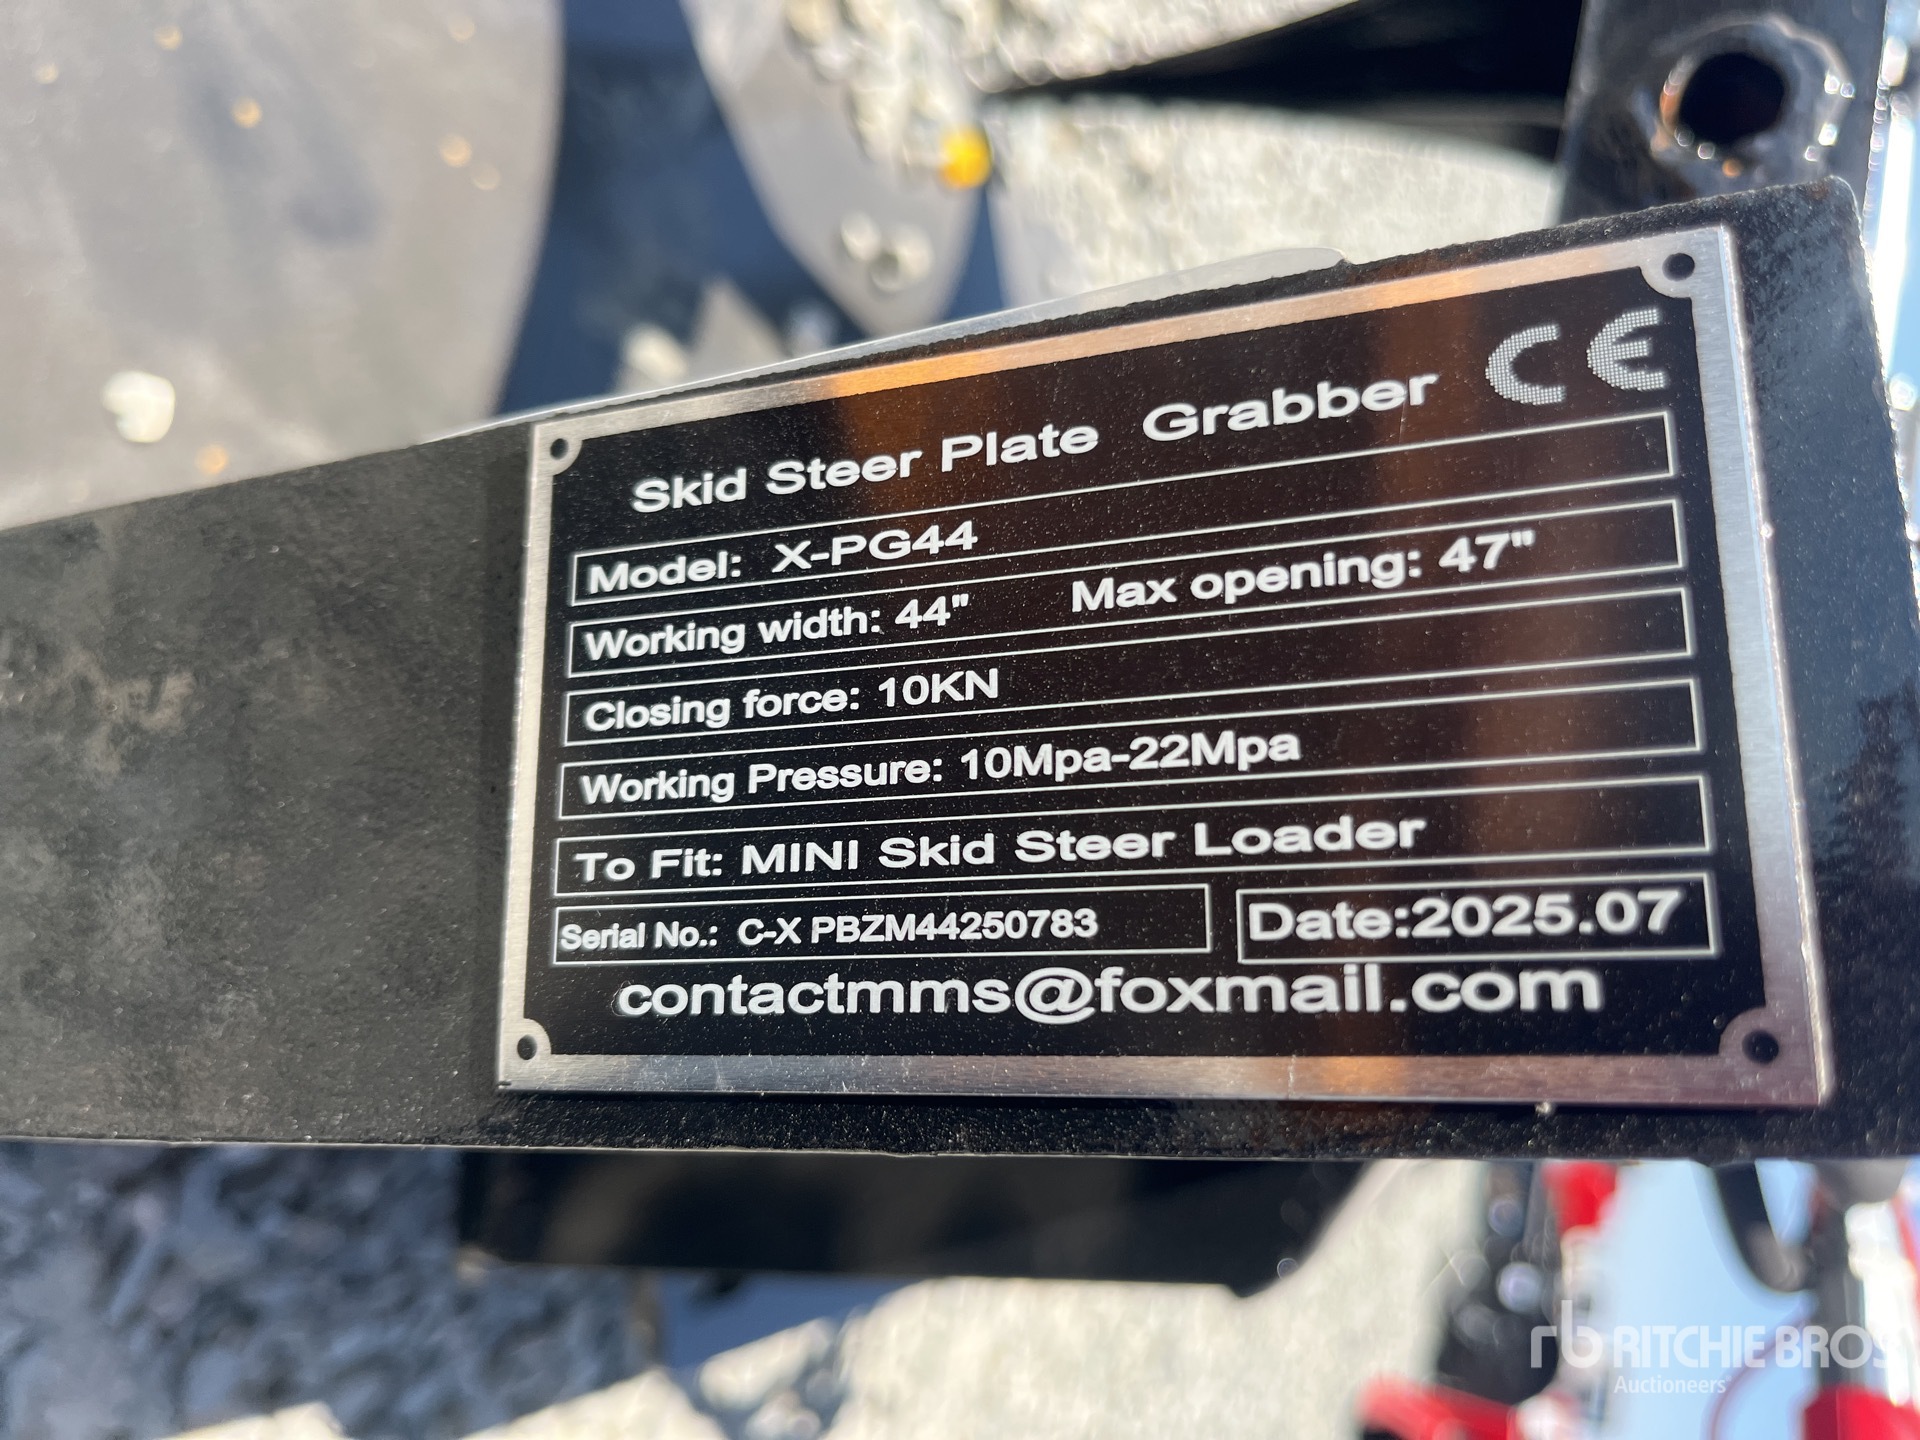 CE
Skid Steer Plate Grabber
Model: X-PG44
Working width: 44" Max opening: 47"
Closing force: 10KN
Working Pressure: 10Mpa-22Mpa
To Fit: MINI Skid Steer Loader
Serial No.: C-X PBZM44250783 Date:2025.07
contactmms@foxmail.com
rb RITCHIE BROS
Auctioneers